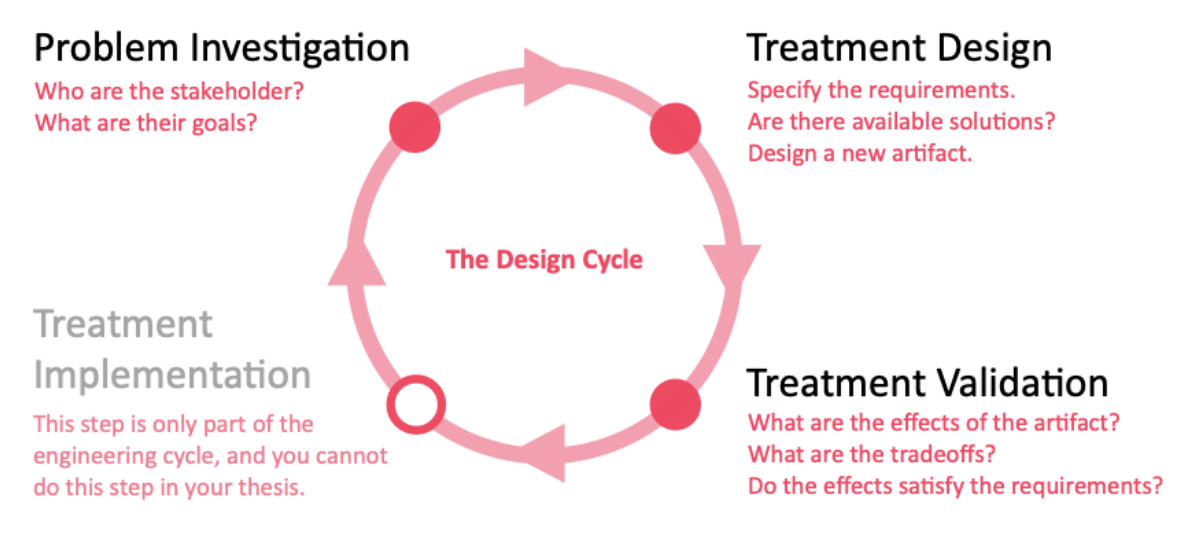 Problem Investigation
Who are the stakeholder?
What are their goals?
Treatment Design
Specify the requirements.
Are there available solutions?
Design a new artifact.
The Design Cycle
Treatment
Implementation
This step is only part of the
engineering cycle, and you cannot
do this step in your thesis.
Treatment Validation
What are the effects of the artifact?
What are the tradeoffs?
Do the effects satisfy the requirements?